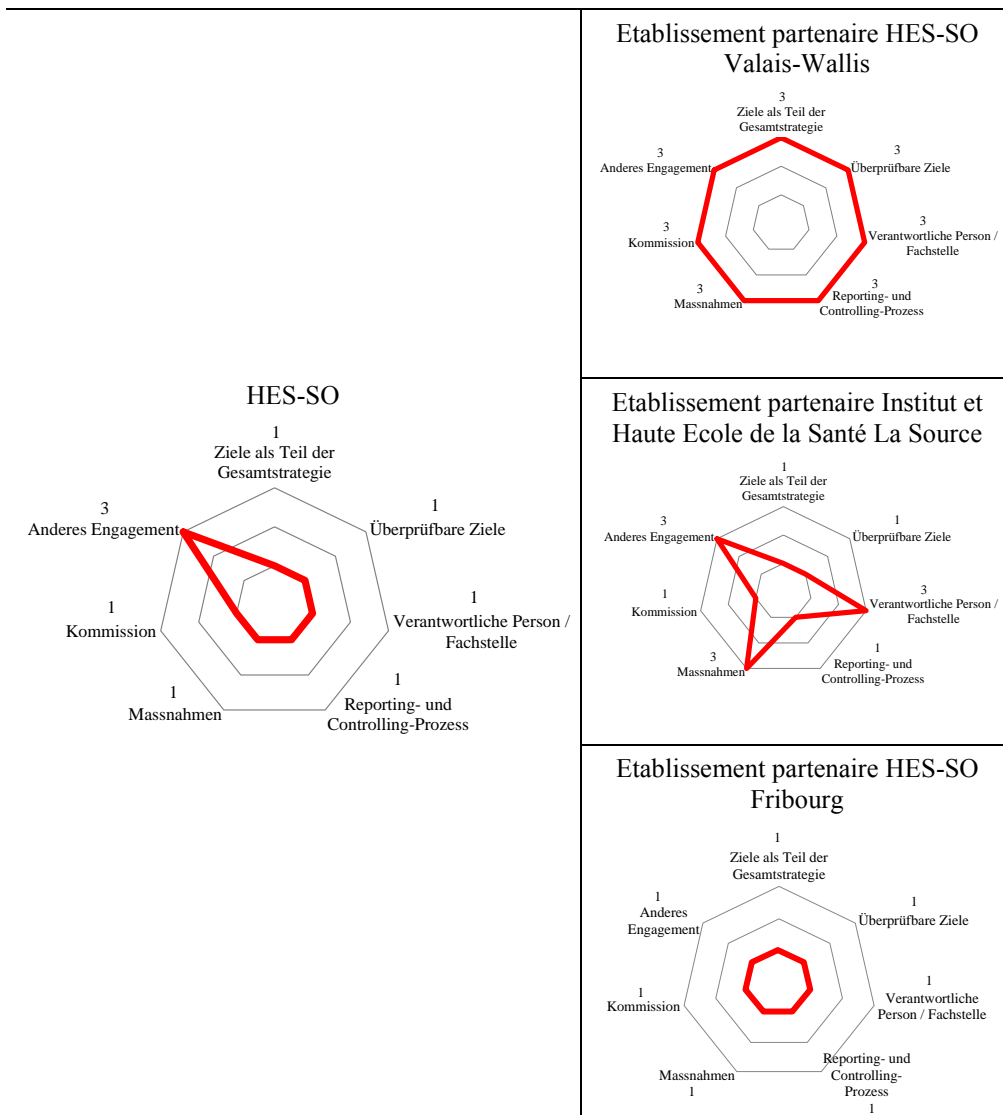 HES-SO
1
Ziele als Teil der
Gesamtstrategie
1
Überprüfbare Ziele
1
Verantwortliche Person /
Fachstelle
1
Reporting- und
Controlling-Prozess
1
Massnahmen
1
Kommission
3
Anderes Engagement
Etablissement partenaire HES-SO
Valais-Wallis
3
Ziele als Teil der
Gesamtstrategie
3
Überprüfbare Ziele
3
Verantwortliche Person /
Fachstelle
3
Reporting- und
Controlling-Prozess
3
Massnahmen
3
Kommission
3
Anderes Engagement
Etablissement partenaire Institut et
Haute Ecole de la Santé La Source
1
Ziele als Teil der
Gesamtstrategie
1
Überprüfbare Ziele
3
Verantwortliche Person /
Fachstelle
1
Reporting- und
Controlling-Prozess
3
Massnahmen
1
Kommission
3
Anderes Engagement
Etablissement partenaire HES-SO
Fribourg
1
Ziele als Teil der
Gesamtstrategie
1
Überprüfbare Ziele
1
Verantwortliche
Person / Fachstelle
Reporting- und
Controlling-
Prozess
1
Massnahmen
1
1
Kommission
1
Anderes
Engagement